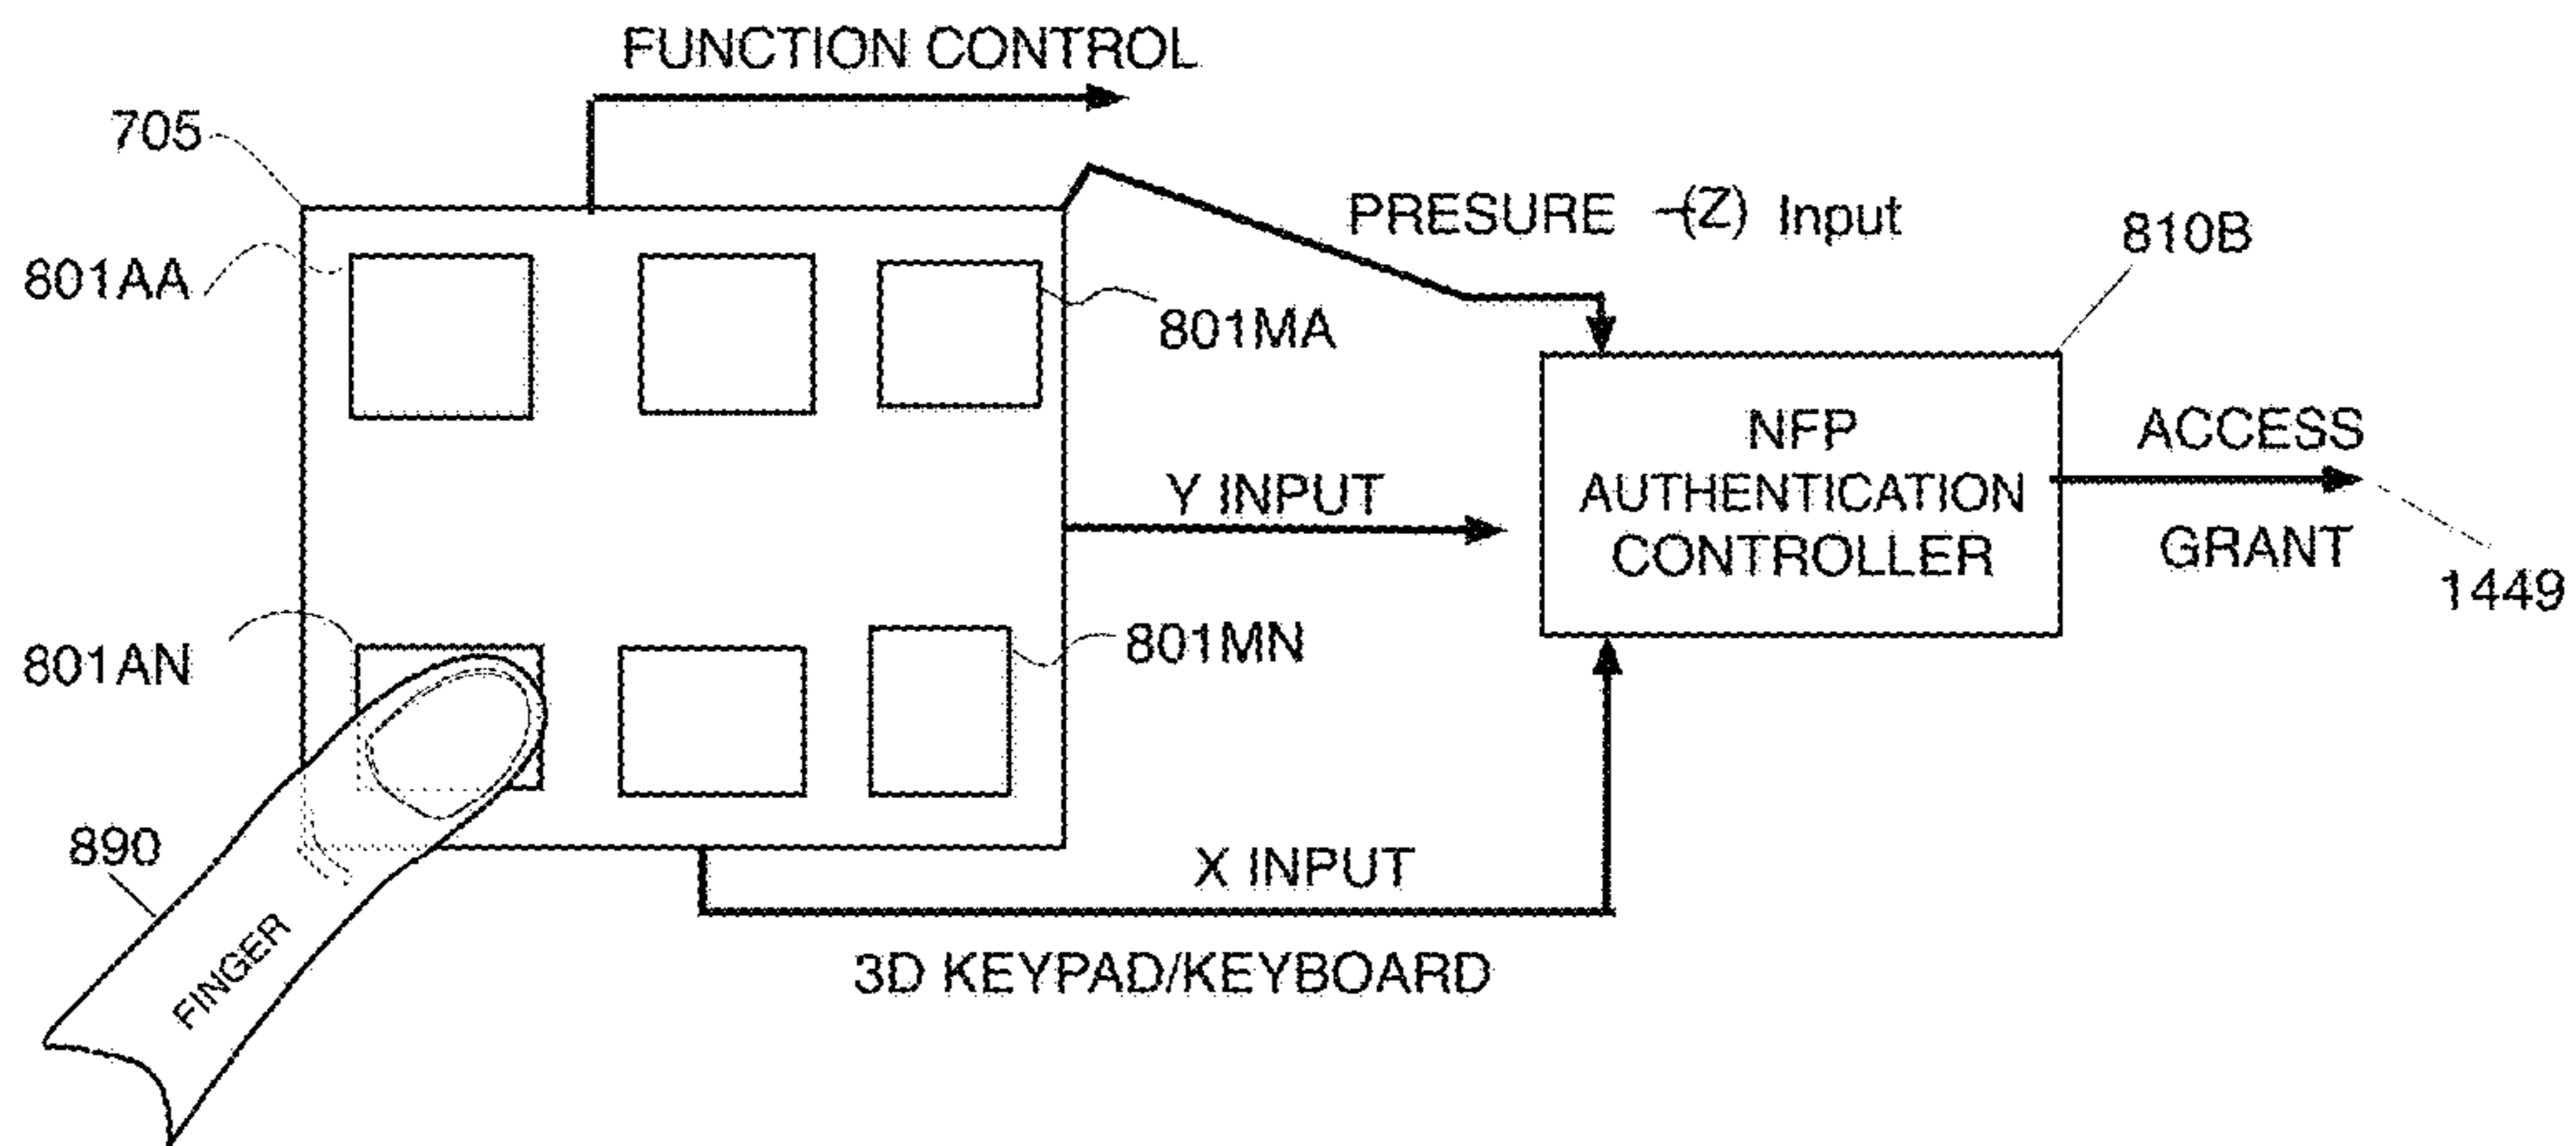 FUNCTION CONTROL
705
PRESURE -(Z) Input
810B
801AA
801MA
NFP
AUTHENTICATION
CONTROLLER
ACCESS
GRANT
1449
Y INPUT
801AN
801MN
890
X INPUT
FINGER
3D KEYPAD/KEYBOARD